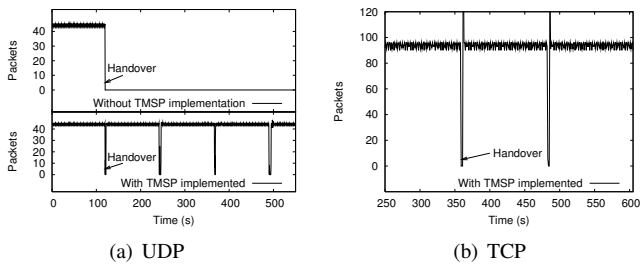 Packets
40
30
20
10
0
Handover
Without TMSP implementation
Packets
40
30
20
10
0
Handover
With TMSP implemented
0 100 200 300 400 500
Time (s)
(a) UDP
Packets
120
100
80
60
40
20
0
Handover
With TMSP implemented
250 300 350 400 450 500 550 600
Time (s)
(b) TCP